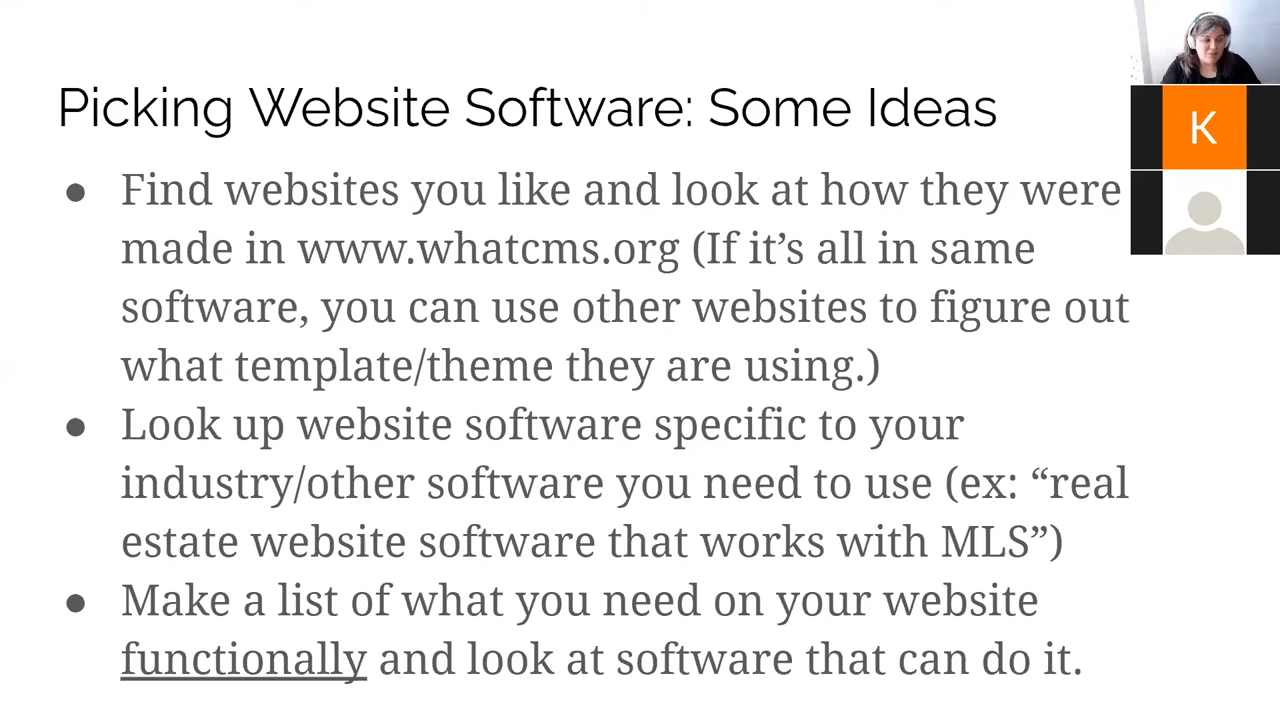 Picking Website Software: Some Ideas
● Find websites you like and look at how they were
made in www.whatcms.org (If it’s all in same
software, you can use other websites to figure out
what template/theme they are using.)
● Look up website software specific to your
industry/other software you need to use (ex: “real
estate website software that works with MLS”)
● Make a list of what you need on your website
functionally and look at software that can do it.
K